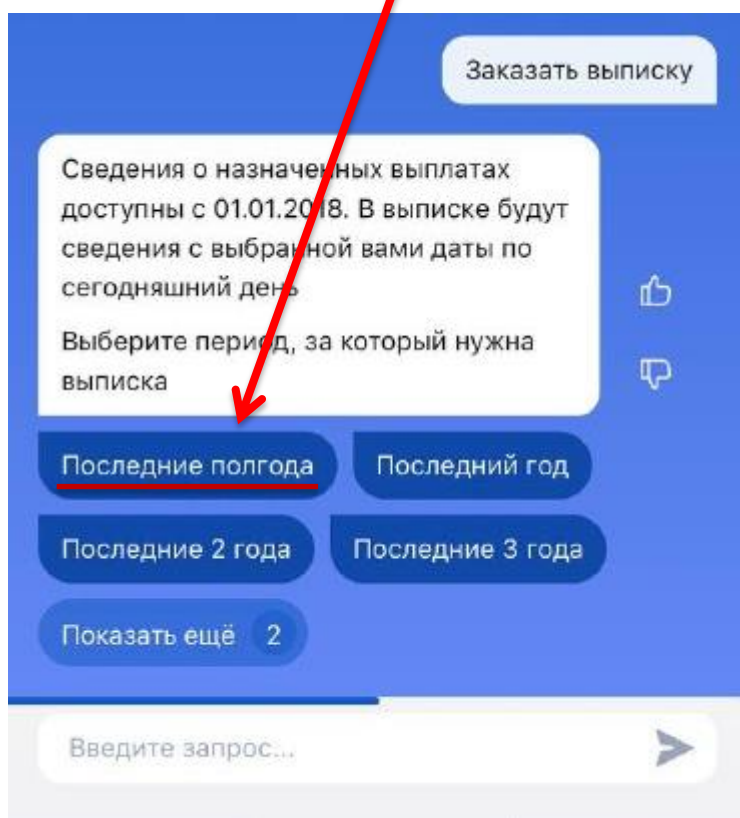 Заказать выписку
Сведения о назначенных выплатах
доступны с 01.01.2018. В выписке будут
сведения с выбранной вами даты по
сегодняшний день
Выберите период, за который нужна
выписка
Последние полгода
Последний год
Последние 2 года
Последние 3 года
Показать ещё 2
Введите запрос...